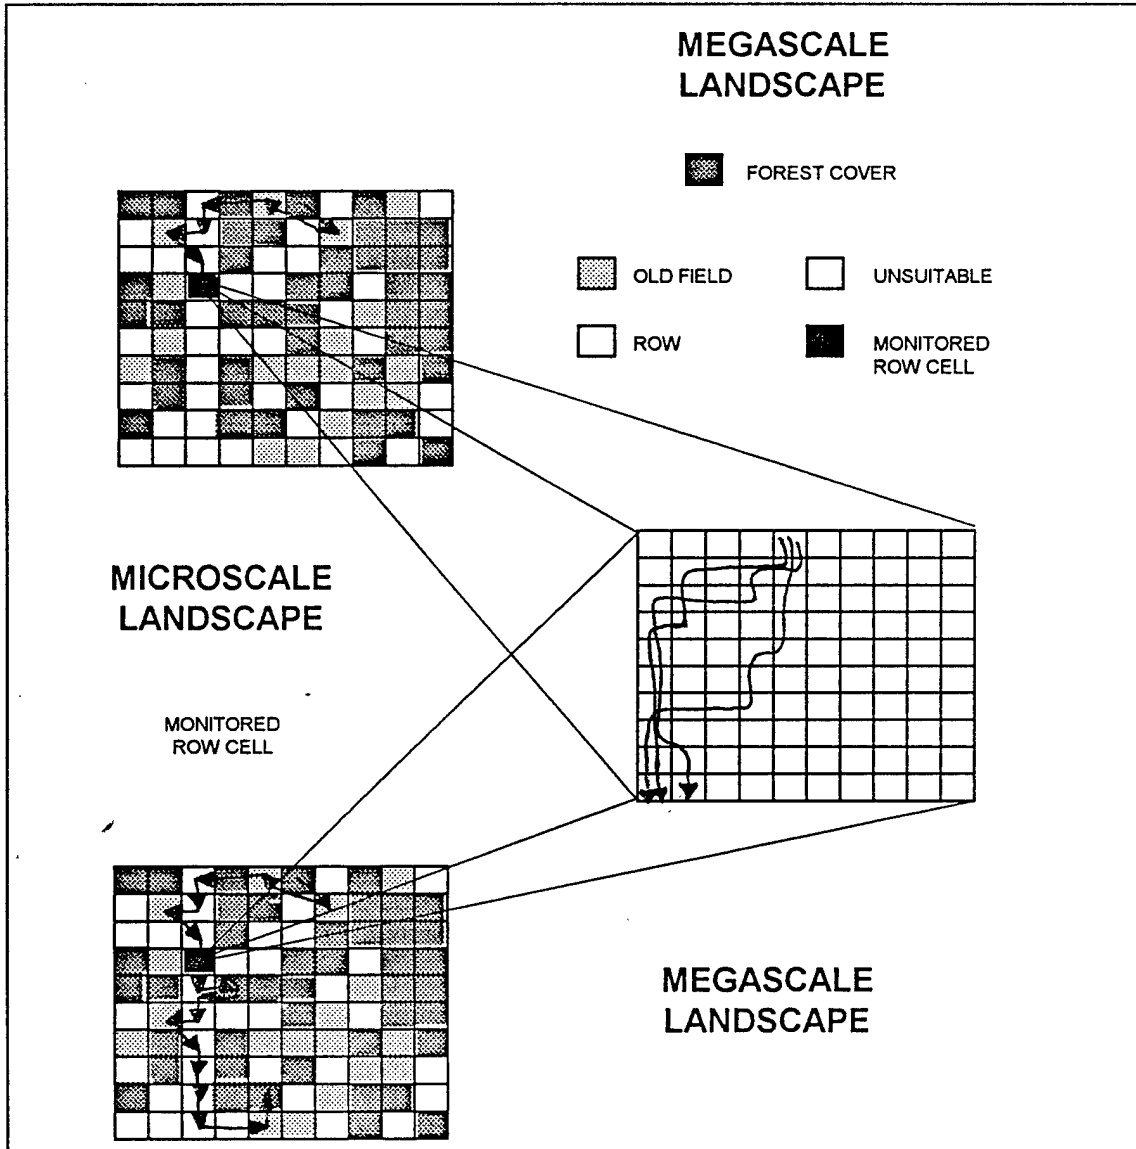 MEGASCALE
LANDSCAPE
FOREST COVER
OLD FIELD
UNSUITABLE
ROW
MONITORED
ROW CELL
MICROSCALE
LANDSCAPE
MONITORED
ROW CELL
MEGASCALE
LANDSCAPE